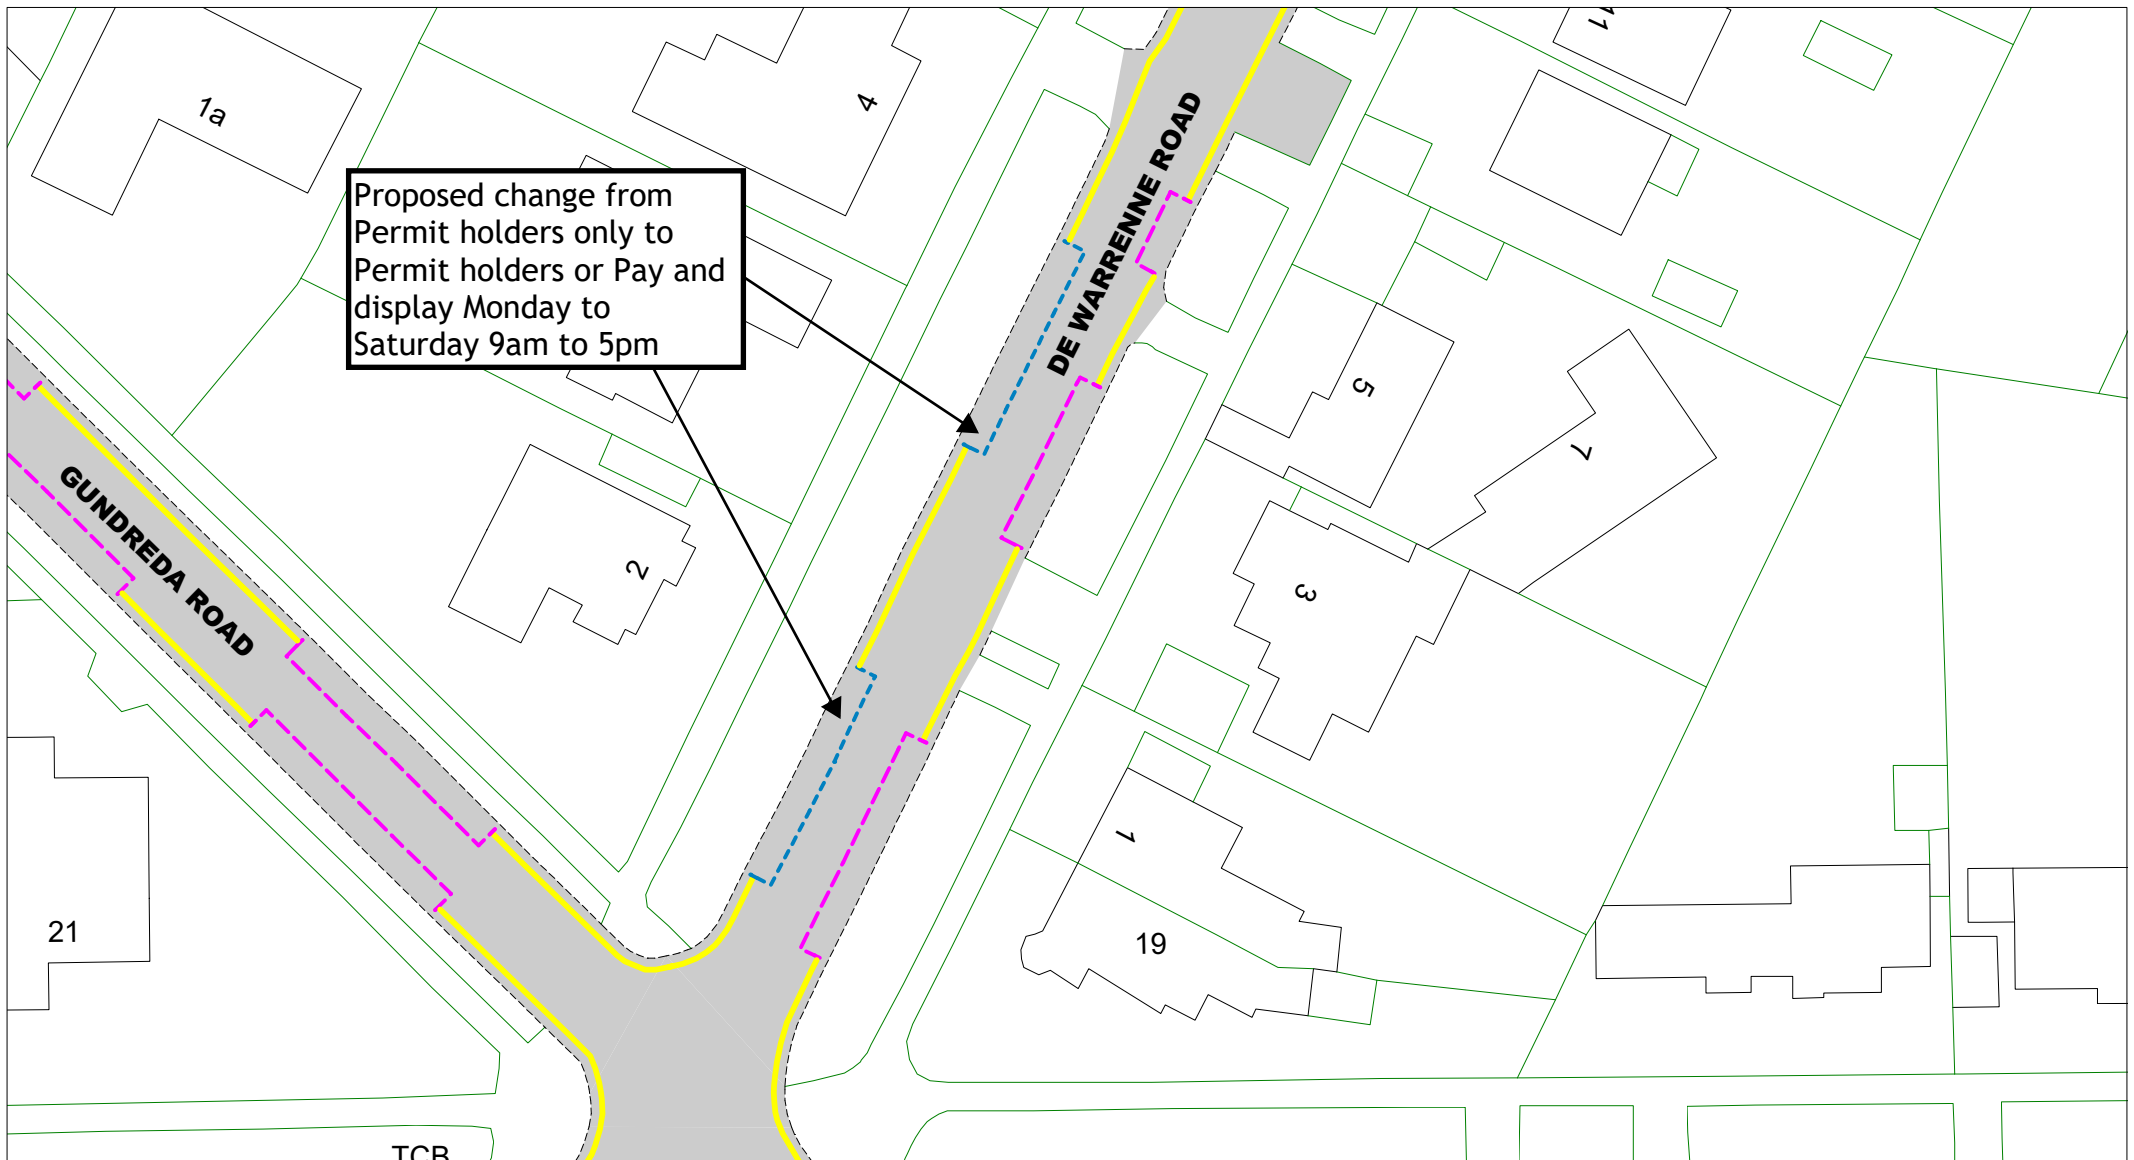 11
1a
4
DE WARRENNE ROAD
Proposed change from
Permit holders only to
Permit holders or Pay and
display Monday to
Saturday 9am to 5pm
5
7
GUNDREDA ROAD
2
3
1
21
19
TCB